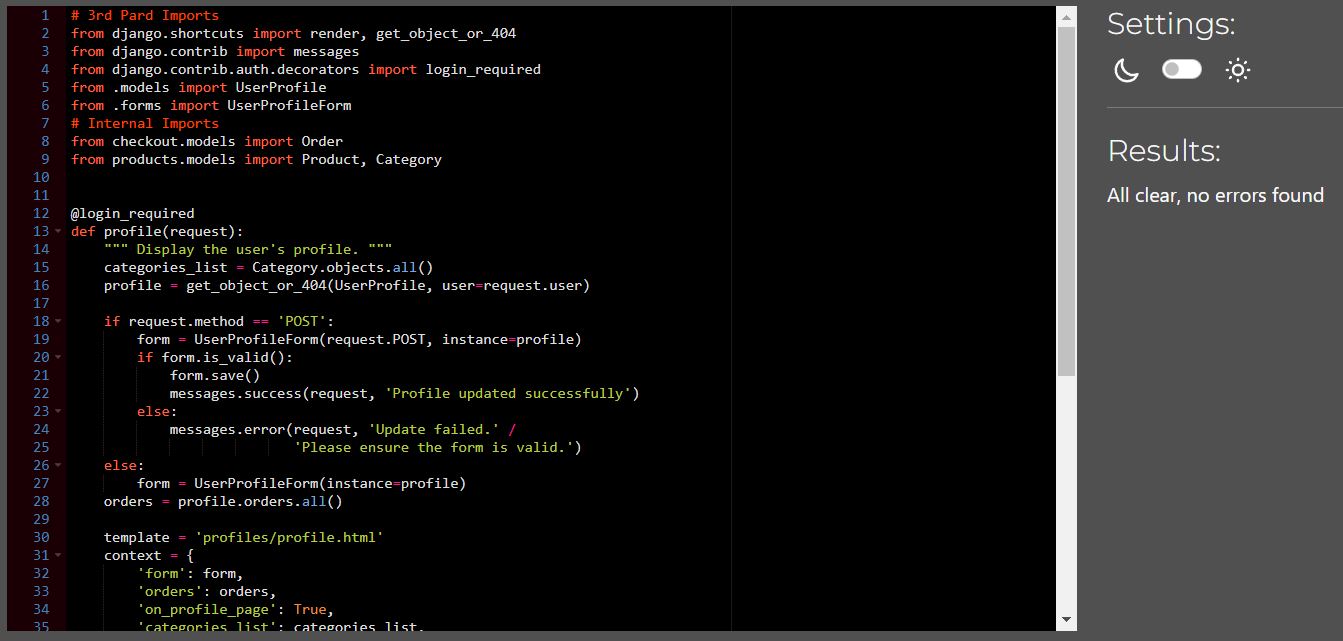 1 # 3rd Pard Imports
2 from django.shortcuts import render, get_object_or_404
3 from django.contrib import messages
4 from django.contrib.auth.decorators import login_required
5 from .models import UserProfile
6 from .forms import UserProfileForm
7 # Internal Imports
8 from checkout.models import Order
9 from products.models import Product, Category
10
11
12 @login_required
13 def profile(request):
14     """ Display the user's profile. """
15     categories_list = Category.objects.all()
16     profile = get_object_or_404(UserProfile, user=request.user)
17
18     if request.method == 'POST':
19         form = UserProfileForm(request.POST, instance=profile)
20         if form.is_valid():
21             form.save()
22             messages.success(request, 'Profile updated successfully')
23         else:
24             messages.error(request, 'Update failed.' /
25                            'Please ensure the form is valid.')
26     else:
27         form = UserProfileForm(instance=profile)
28     orders = profile.orders.all()
29
30     template = 'profiles/profile.html'
31     context = {
32         'form': form,
33         'orders': orders,
34         'on_profile_page': True,
35         'categories_list': categories_list,
Settings:
Results:
All clear, no errors found